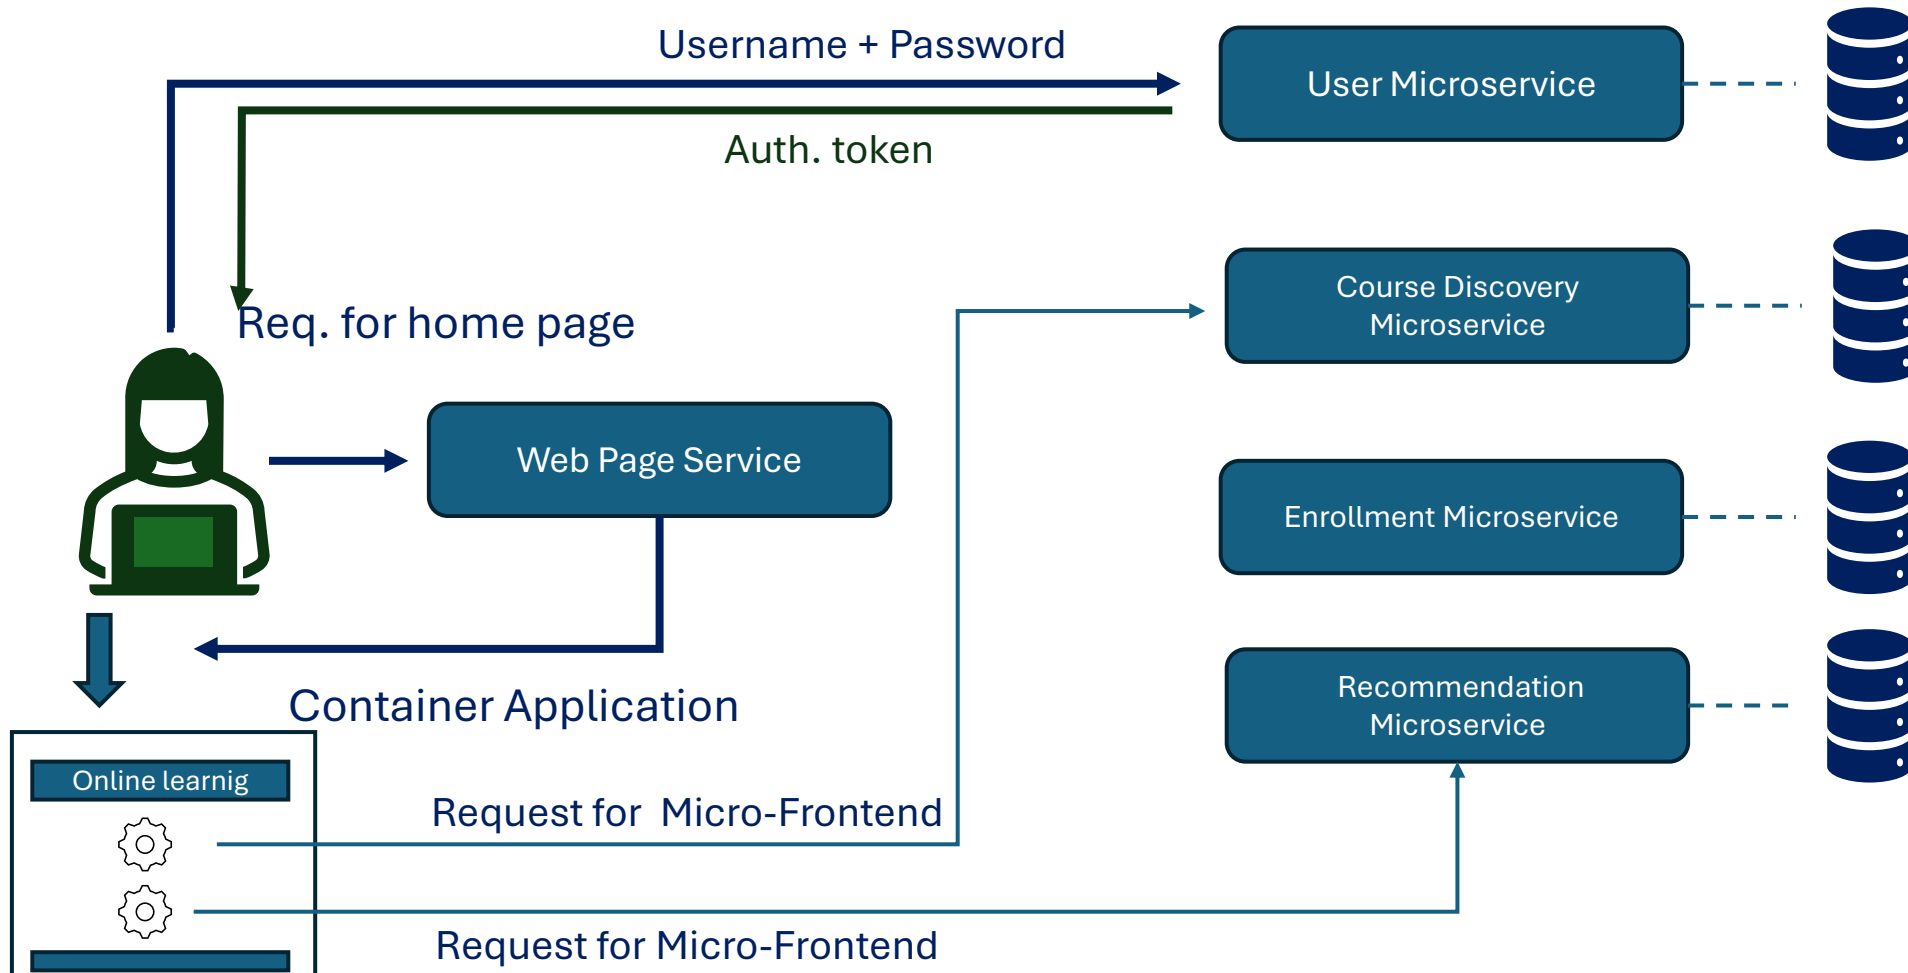 Username + Password
User Microservice
Auth. token
Req. for home page
Course Discovery
Microservice
Web Page Service
Enrollment Microservice
Container Application
Recommendation
Microservice
Online learnig
Request for  Micro-Frontend
Request for Micro-Frontend